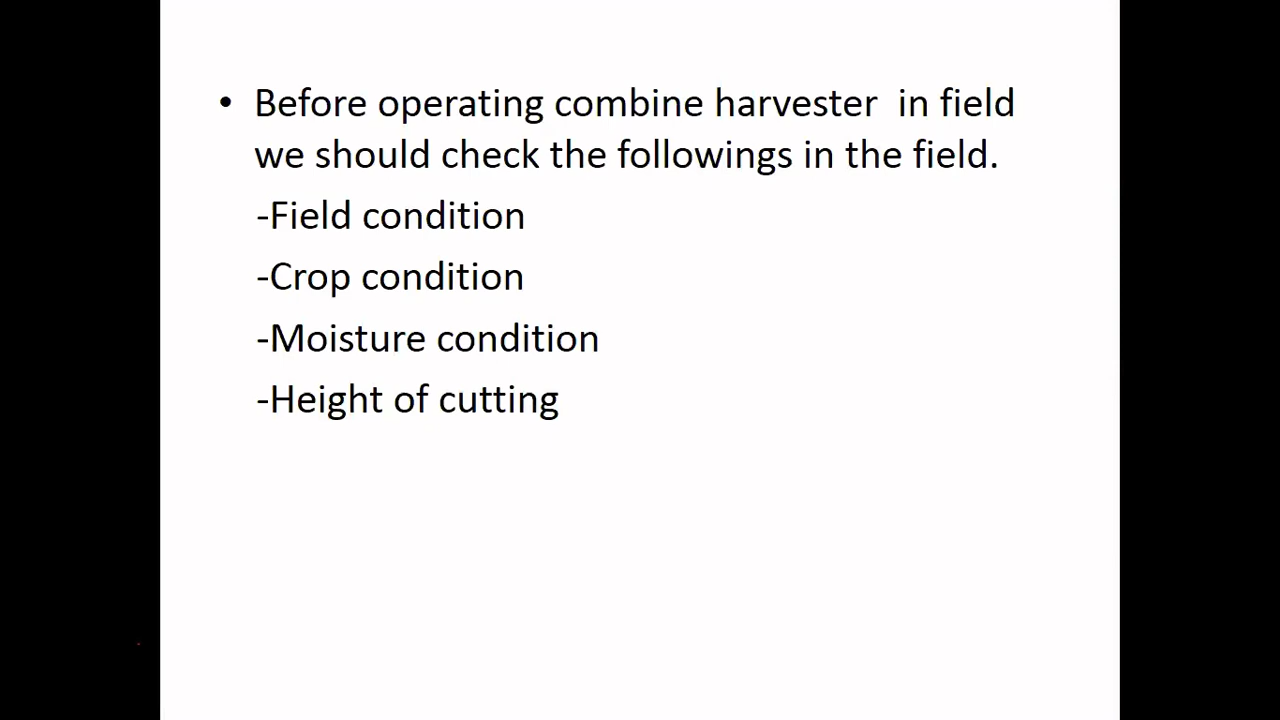 • Before operating combine harvester  in field
we should check the followings in the field.
-Field condition
-Crop condition
-Moisture condition
-Height of cutting